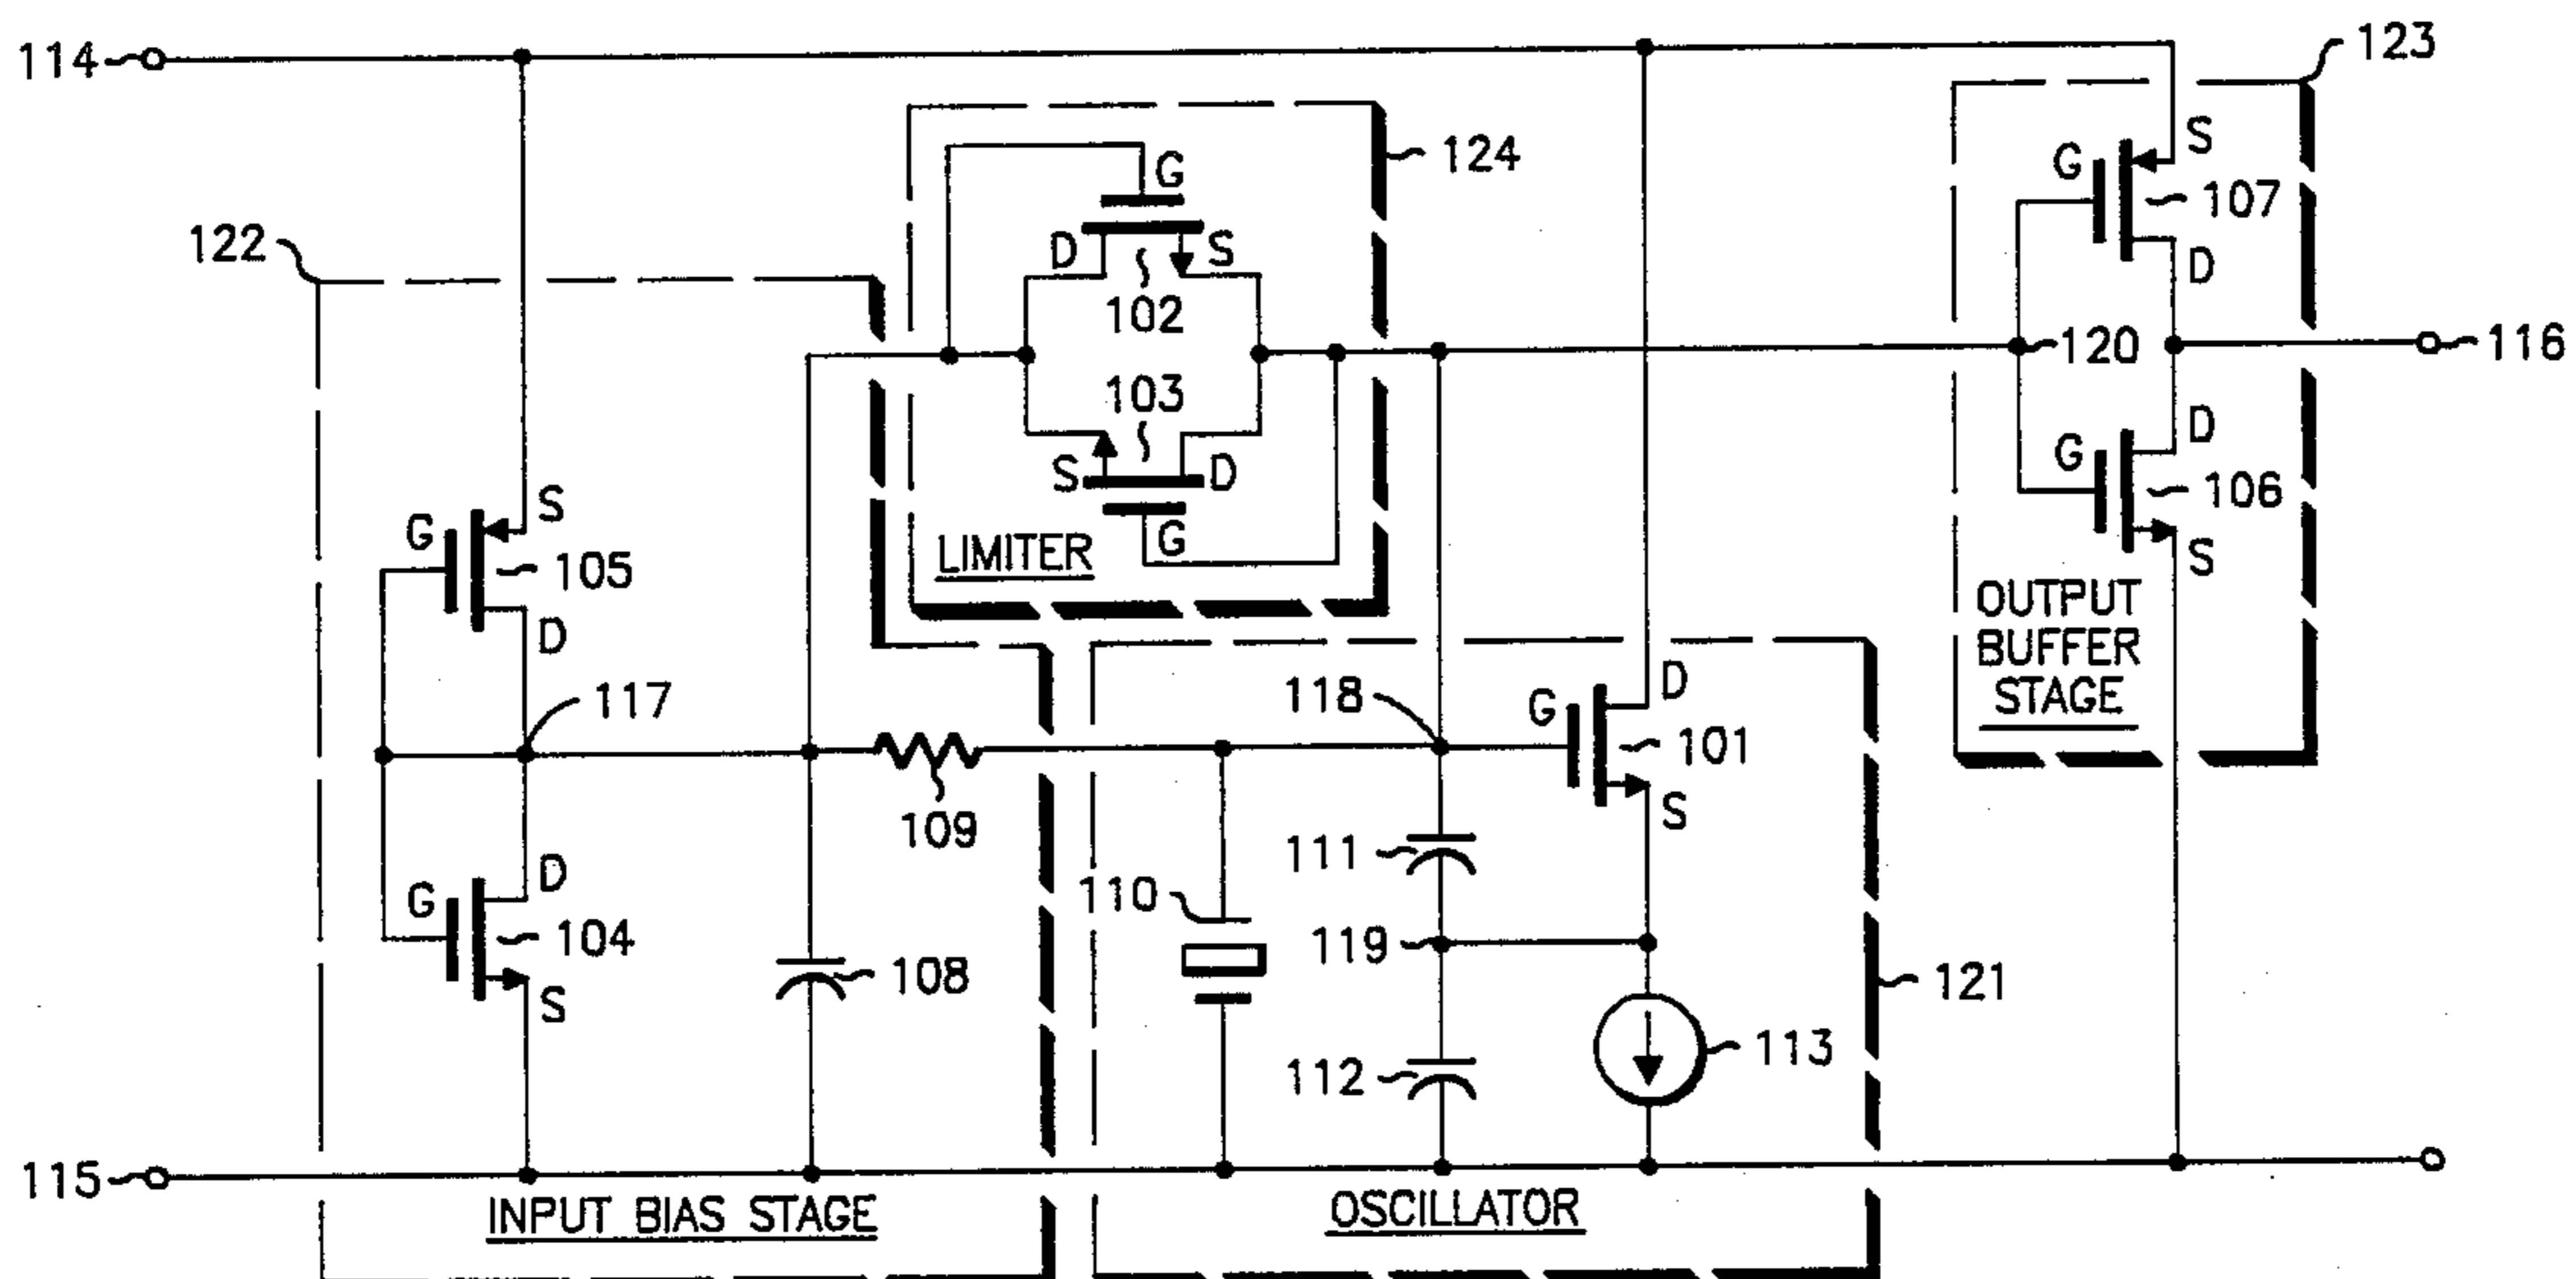 114
123
S
G
107
D
124
G
D
S
102
122
120
116
103
S
D
G
LIMITER
D
G
106
S
OUTPUT
BUFFER
STAGE
S
G
105
D
117
118
D
G
101
S
109
111
110
D
G
104
S
108
119
121
112
113
115
INPUT BIAS STAGE
OSCILLATOR